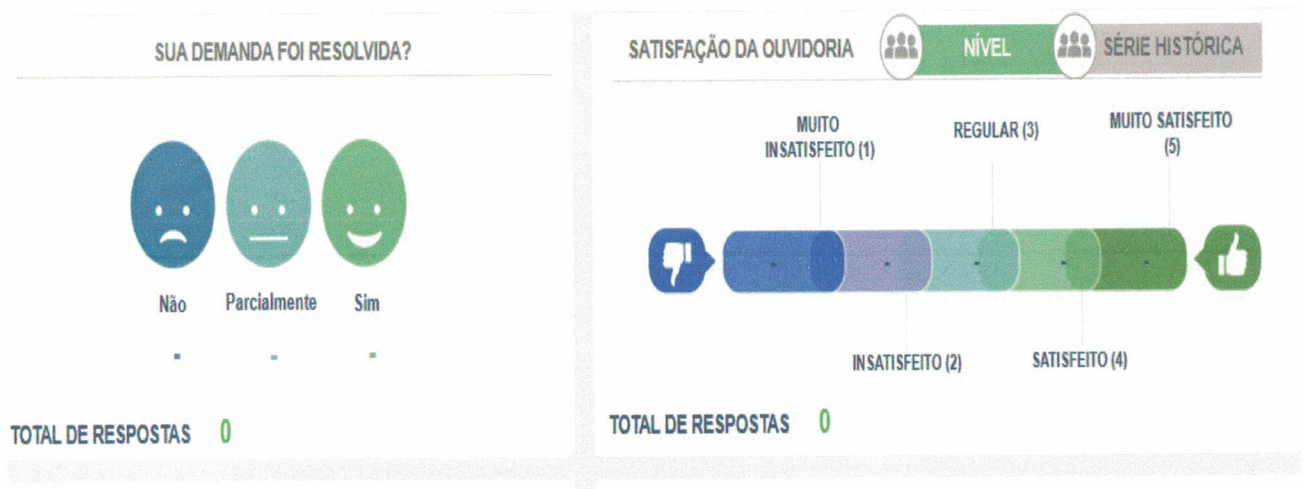 SUA DEMANDA FOI RESOLVIDA?
Não Parcialmente Sim
- - -
TOTAL DE RESPOSTAS 0
SATISFAÇÃO DA OUVIDORIA NÍVEL SÉRIE HISTÓRICA
MUITO
INSATISFEITO (1)
REGULAR (3)
MUITO SATISFEITO
(5)
- - - - -
INSATISFEITO (2)
SATISFEITO (4)
TOTAL DE RESPOSTAS 0